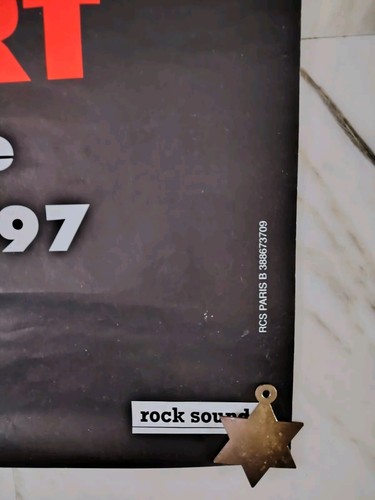 RT
e
97
RCS PARIS B 388673709
rock sound